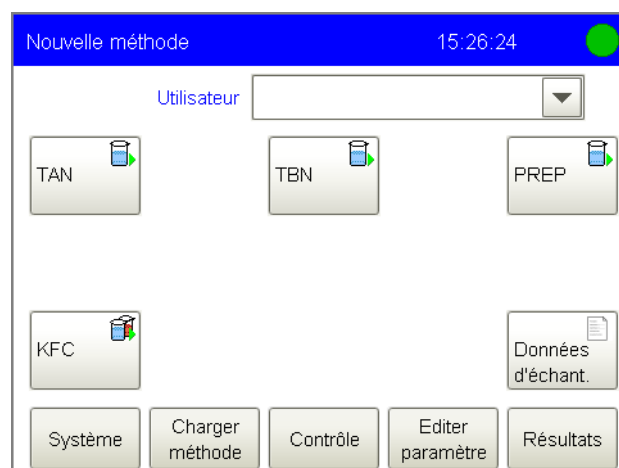 Nouvelle méthode 15:26:24
Utilisateur
TAN TBN PREP
KFC
Données
d'échant.
Système
Charger
méthode
Contrôle
Editer
paramètre
Résultats